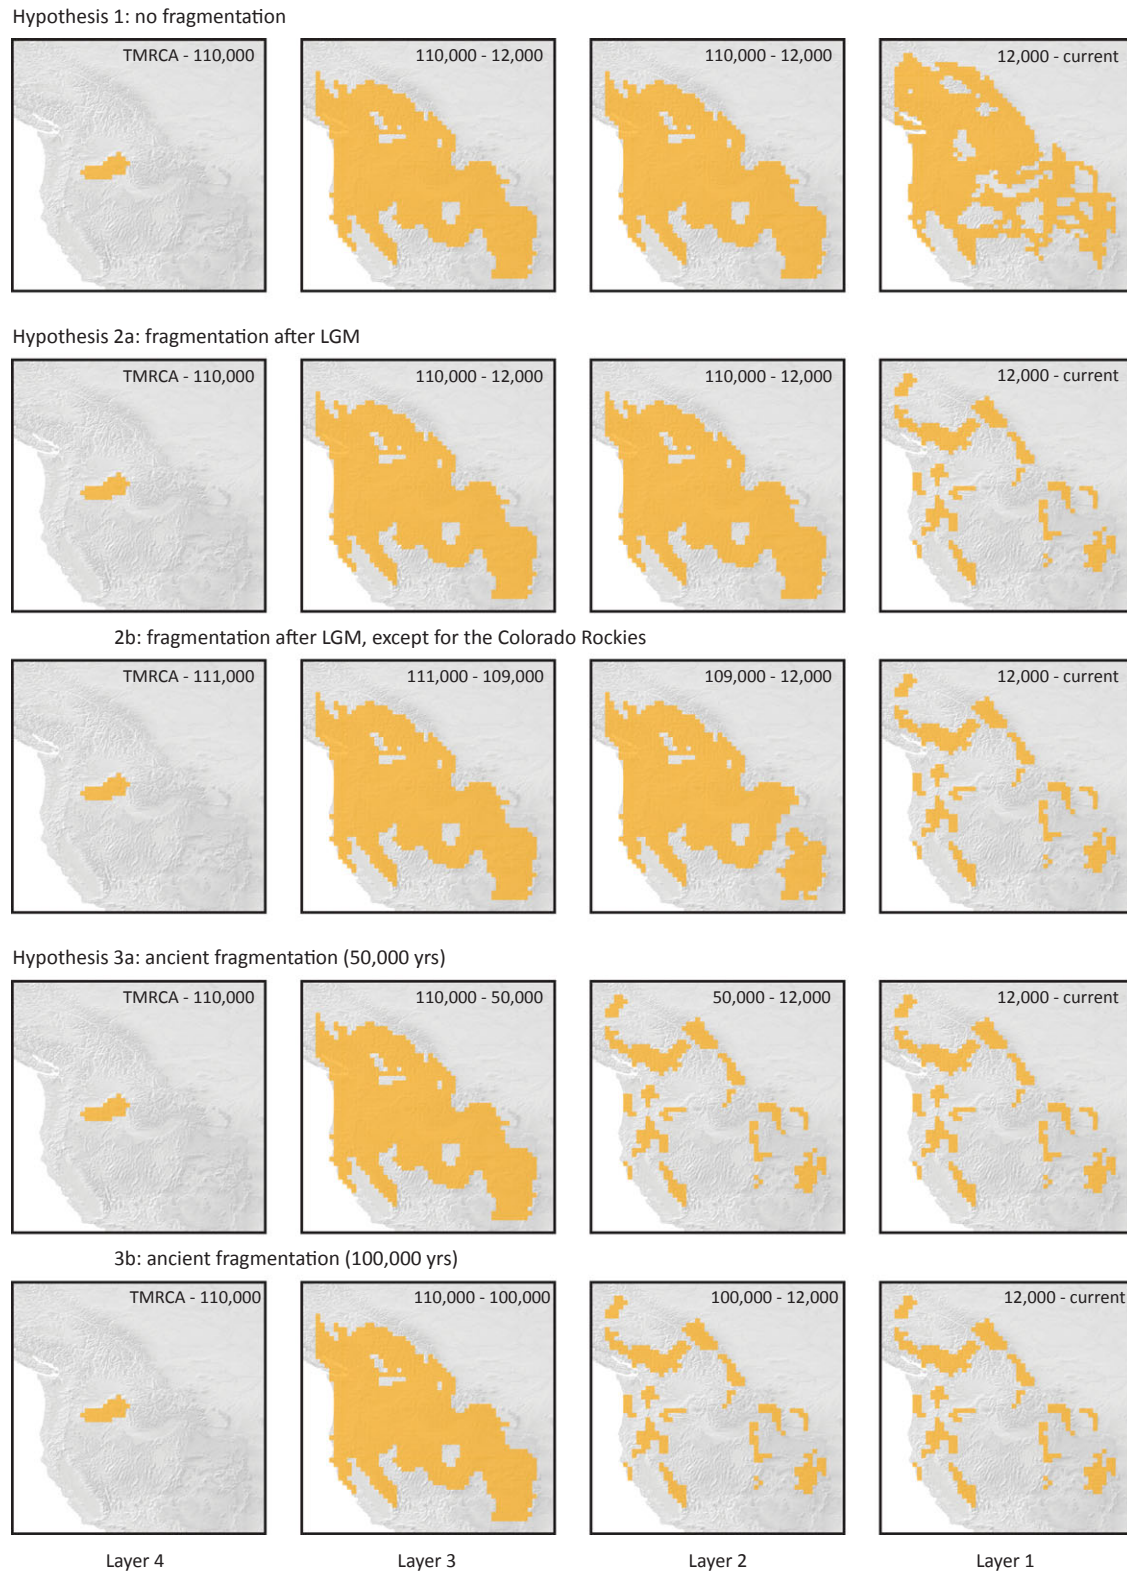 Hypothesis 1: no fragmentation
TMRCA - 110,000
110,000 - 12,000
110,000 - 12,000
12,000 - current
Hypothesis 2a: fragmentation after LGM
TMRCA - 110,000
110,000 - 12,000
110,000 - 12,000
12,000 - current
2b: fragmentation after LGM, except for the Colorado Rockies
TMRCA - 111,000
111,000 - 109,000
109,000 - 12,000
12,000 - current
Hypothesis 3a: ancient fragmentation (50,000 yrs)
TMRCA - 110,000
110,000 - 50,000
50,000 - 12,000
12,000 - current
3b: ancient fragmentation (100,000 yrs)
TMRCA - 110,000
110,000 - 100,000
100,000 - 12,000
12,000 - current
Layer 4
Layer 3
Layer 2
Layer 1